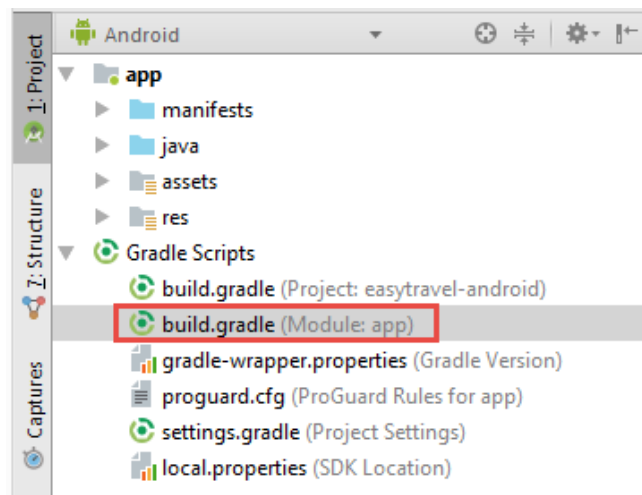 Android
1: Project
app
manifests
java
assets
res
7: Structure
Gradle Scripts
build.gradle (Project: easytravel-android)
build.gradle (Module: app)
gradle-wrapper.properties (Gradle Version)
Captures
proguard.cfg (ProGuard Rules for app)
settings.gradle (Project Settings)
local.properties (SDK Location)